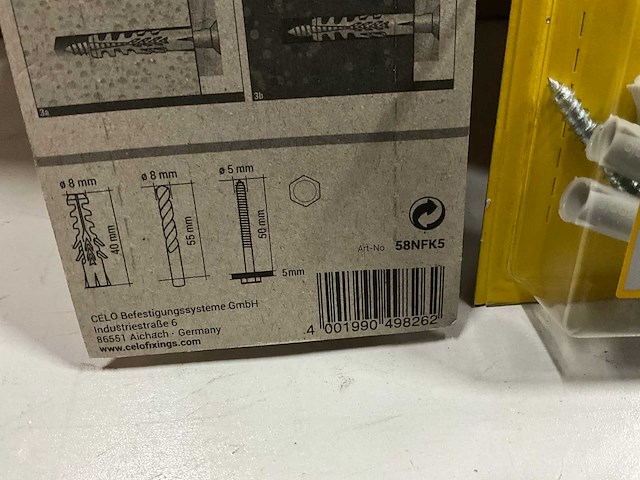 3a
3b
ø 8 mm
ø 8 mm
ø 5 mm
40 mm
55 mm
50 mm
5 mm
Art-No 58NFK5
CELO Befestigungssysteme GmbH
Industriestraße 6
86551 Aichach - Germany
www.celofixings.com
4 001990 498262